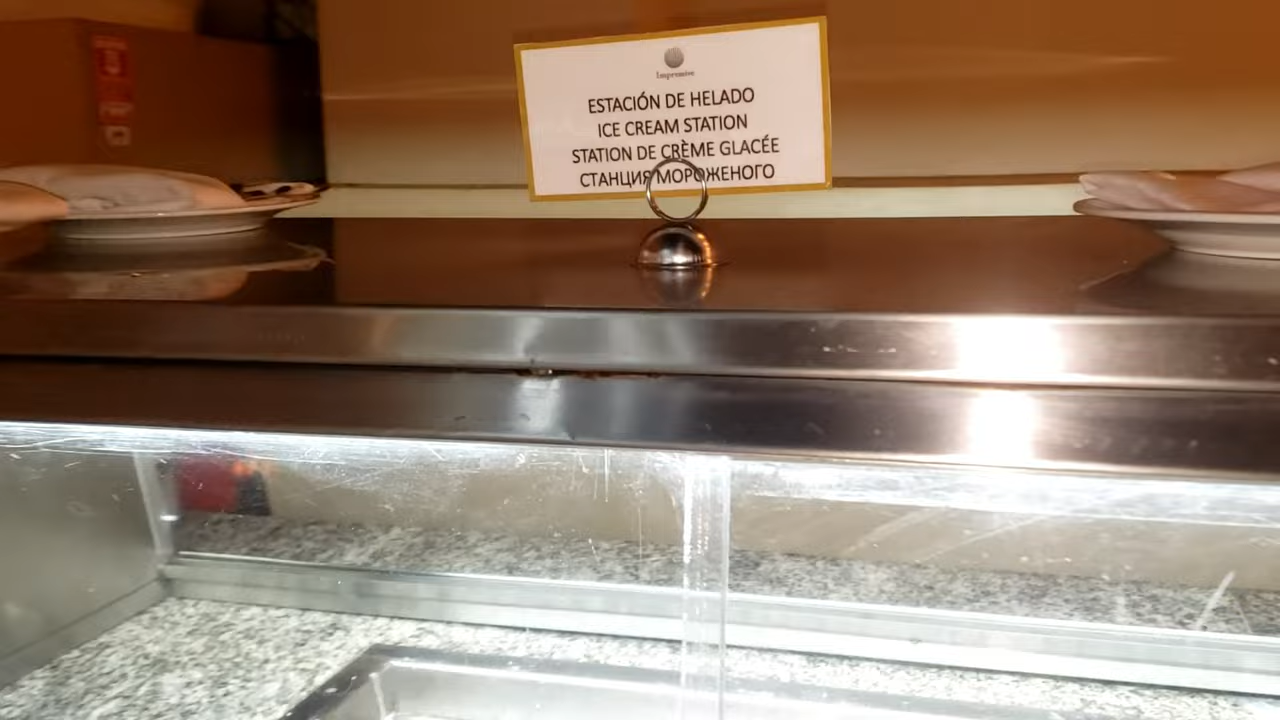 Impressive
ESTACIÓN DE HELADO
ICE CREAM STATION
STATION DE CRÈME GLACÉE
СТАНЦИЯ МОРОЖЕНОГО